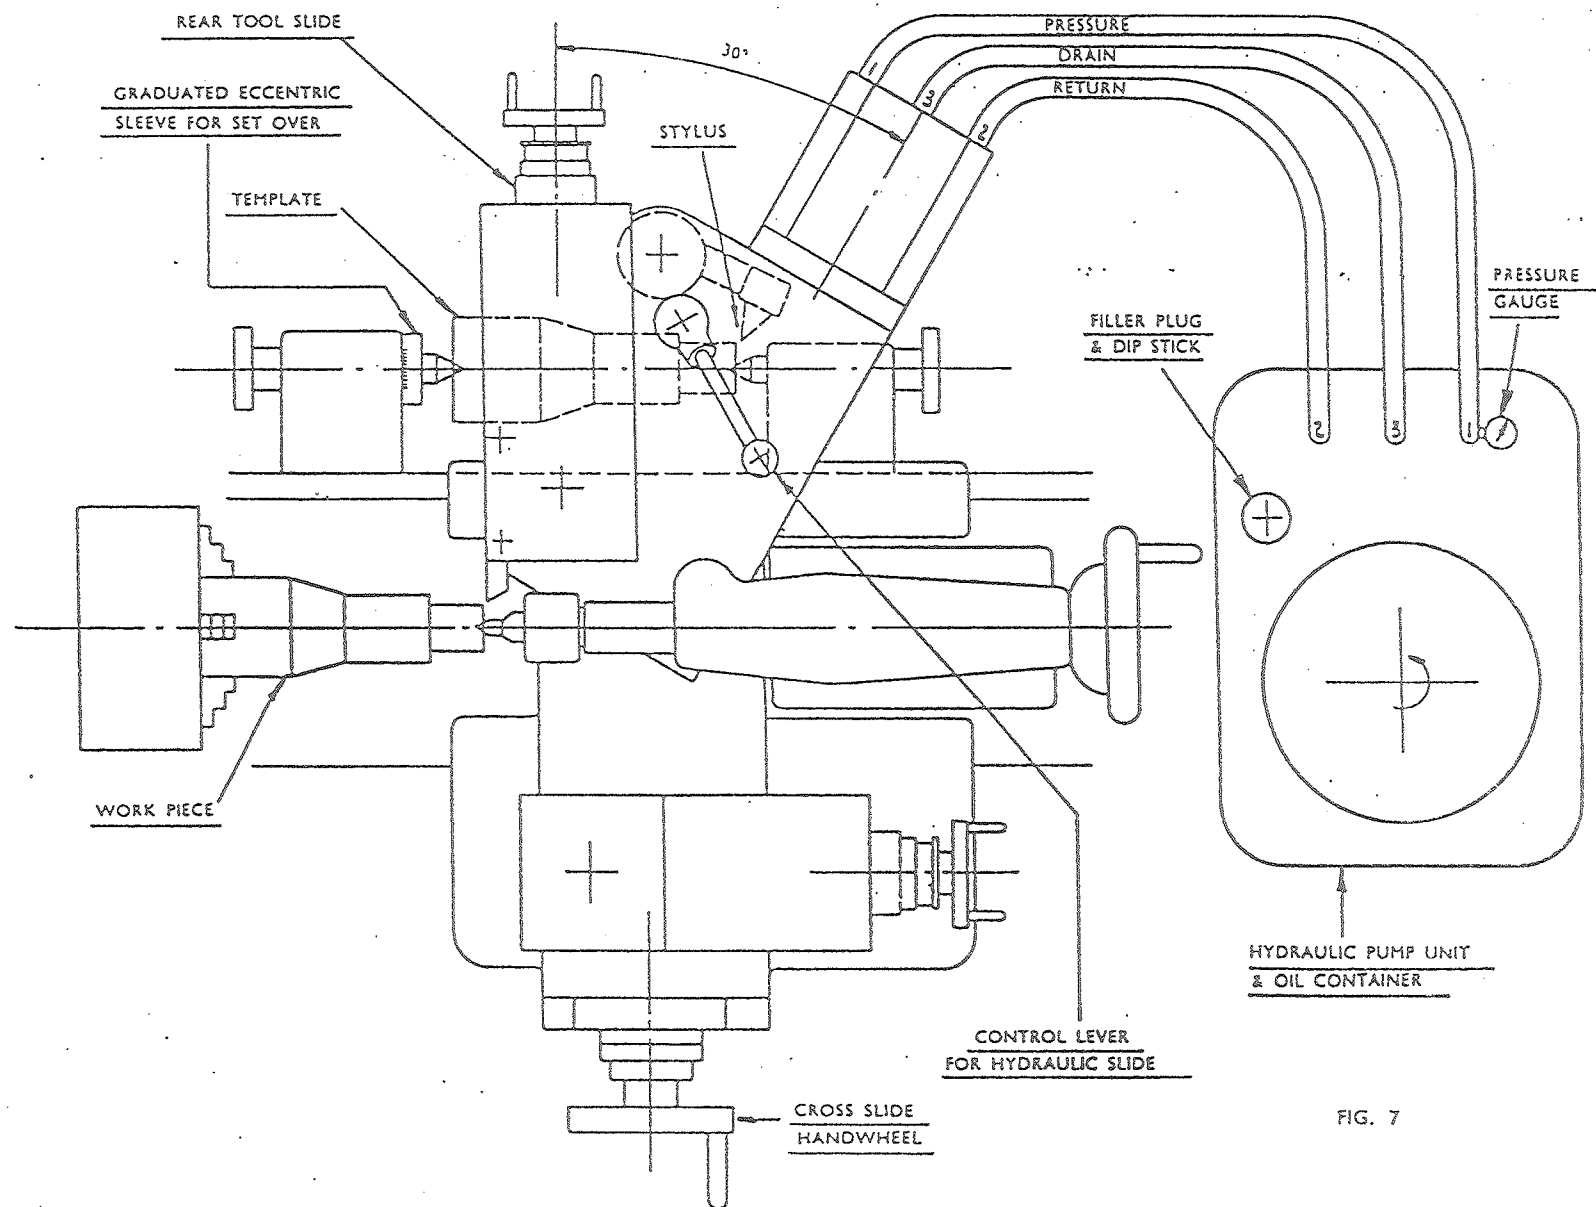 REAR TOOL SLIDE
GRADUATED ECCENTRIC
SLEEVE FOR SET OVER
TEMPLATE
STYLUS
30°
PRESSURE
DRAIN
RETURN
1
3
2
PRESSURE
GAUGE
FILLER PLUG
& DIP STICK
2
3
1
WORK PIECE
HYDRAULIC PUMP UNIT
& OIL CONTAINER
CONTROL LEVER
FOR HYDRAULIC SLIDE
CROSS SLIDE
HANDWHEEL
FIG. 7